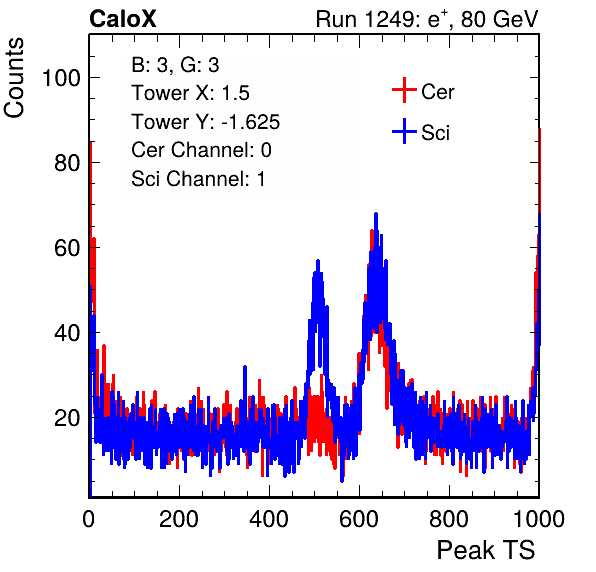 CaloX Run 1249: e+, 80 GeV
Counts
B: 3, G: 3
Tower X: 1.5
Tower Y: -1.625
Cer Channel: 0
Sci Channel: 1
Cer
Sci
100
80
60
40
20
0 200 400 600 800 1000
Peak TS